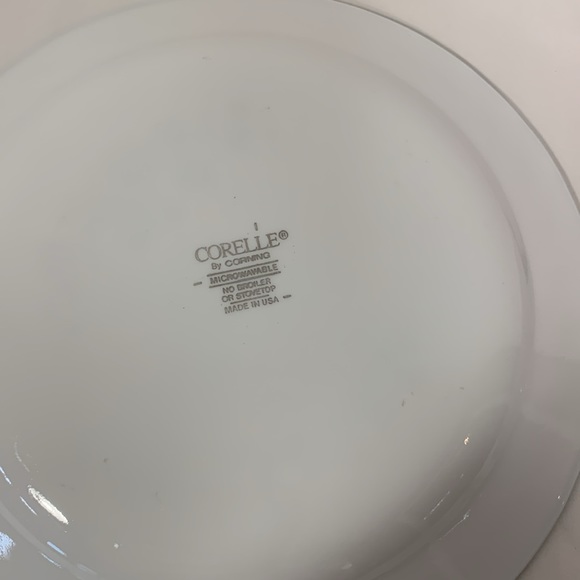 CORELLE®
By CORNING
MICROWAVABLE
NO BROILER
OR STOVETOP
MADE IN USA